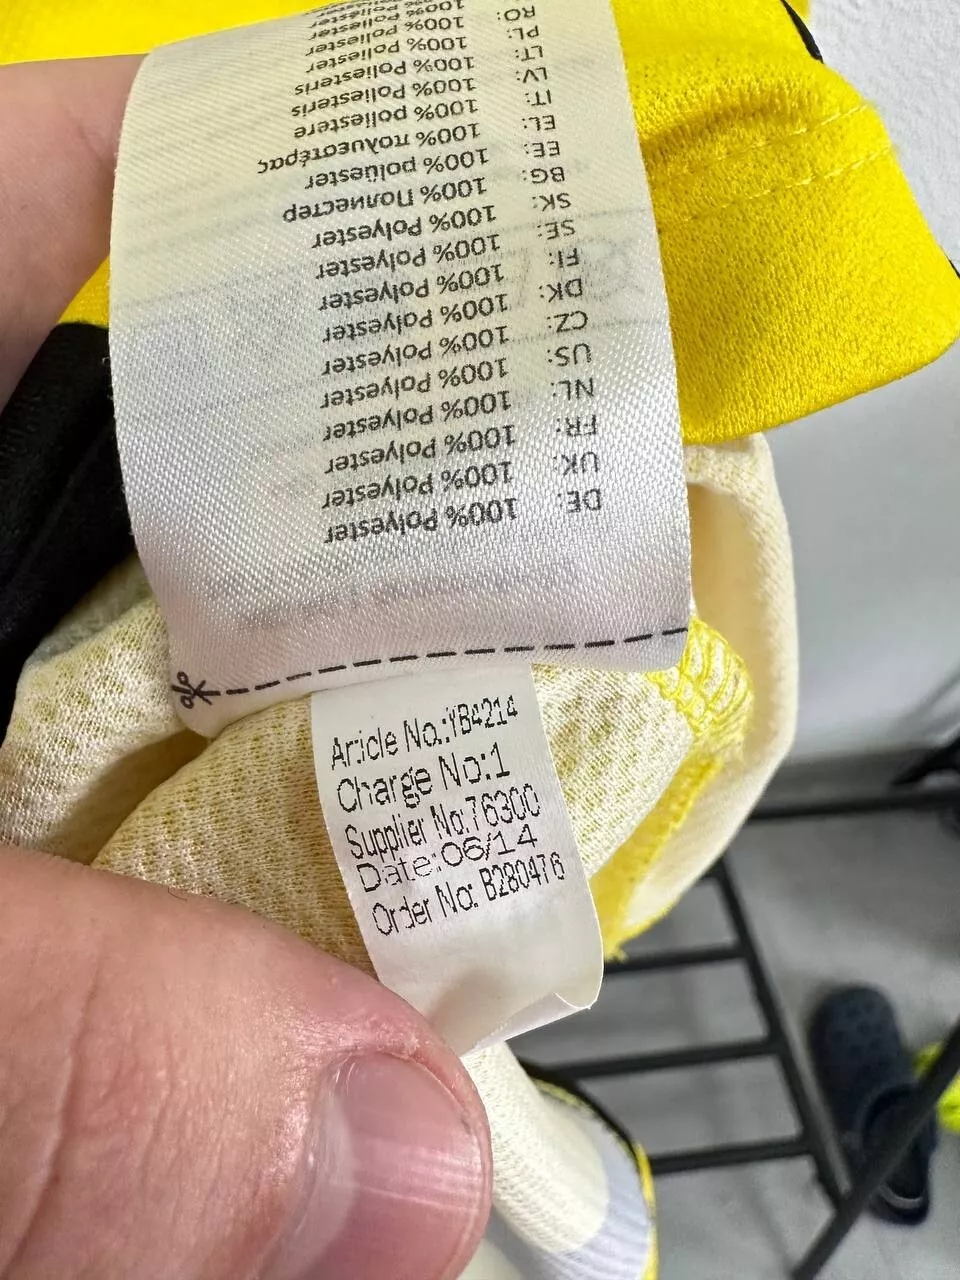 DE: 100% Polyester
UK: 100% Polyester
FR: 100% Polyester
NL: 100% Polyester
US: 100% Polyester
CZ: 100% Polyester
DK: 100% Polyester
FI: 100% Polyester
SE: 100% Polyester
SK: 100% Polyester
BG: 100% Полиестер
EE: 100% polüester
EL: 100% πολυεστέρας
IT: 100% poliestere
LV: 100% Poliesteris
LT: 100% Poliesteris
PL: 100% Poliester
RO: 100% Poliester
Article No.:YB4214
Charge No:1
Supplier No:76300
Date:06/14
Order No: B280476